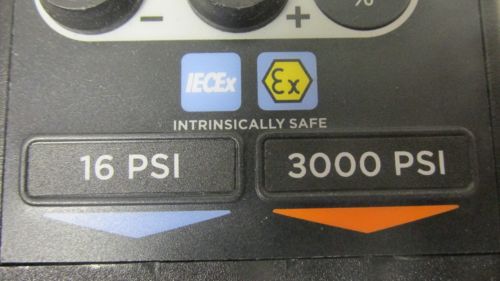 - +
%
IECEx Ex
INTRINSICALLY SAFE
16 PSI 3000 PSI